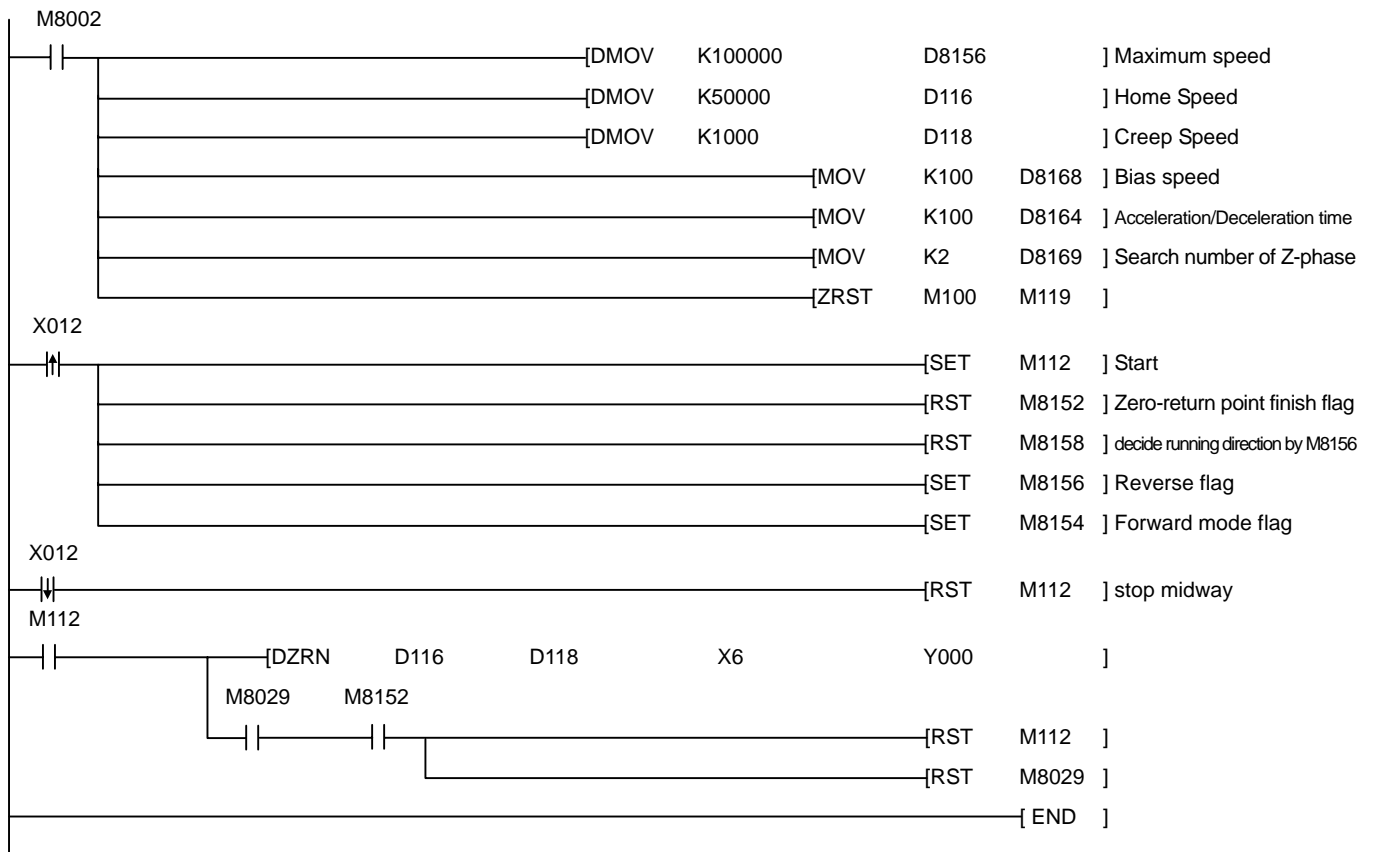 M8002
[DMOV K100000 D8156 ] Maximum speed
[DMOV K50000 D116 ] Home Speed
[DMOV K1000 D118 ] Creep Speed
[MOV K100 D8168 ] Bias speed
[MOV K100 D8164 ] Acceleration/Deceleration time
[MOV K2 D8169 ] Search number of Z-phase
[ZRST M100 M119 ]
X012
[SET M112 ] Start
[RST M8152 ] Zero-return point finish flag
[RST M8158 ] decide running direction by M8156
[SET M8156 ] Reverse flag
[SET M8154 ] Forward mode flag
X012
[RST M112 ] stop midway
M112
[DZRN D116 D118 X6 Y000 ]
M8029 M8152
[RST M112 ]
[RST M8029 ]
[ END ]